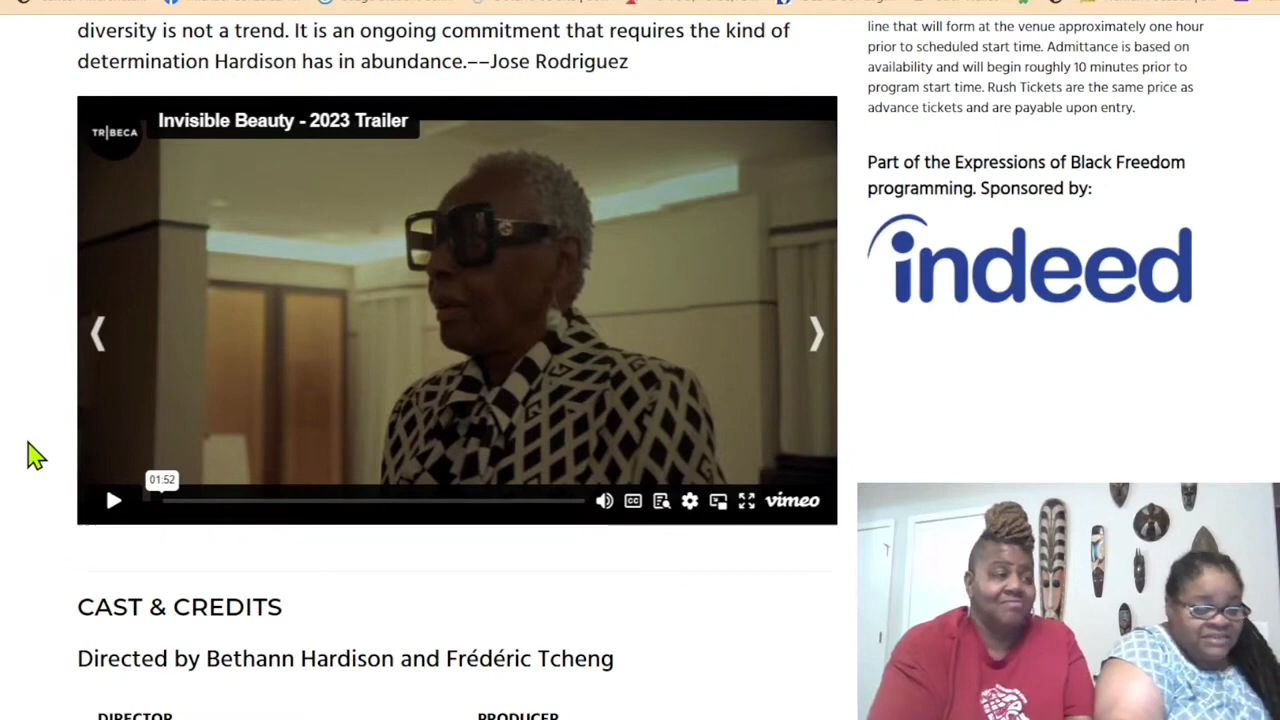 diversity is not a trend. It is an ongoing commitment that requires the kind of
determination Hardison has in abundance.––Jose Rodriguez
TR|BECA
Invisible Beauty - 2023 Trailer
01:52
CC
vimeo
CAST & CREDITS
Directed by Bethann Hardison and Frédéric Tcheng
DIRECTOR
PRODUCER
line that will form at the venue approximately one hour
prior to scheduled start time. Admittance is based on
availability and will begin roughly 10 minutes prior to
program start time. Rush Tickets are the same price as
advance tickets and are payable upon entry.
Part of the Expressions of Black Freedom
programming. Sponsored by:
indeed